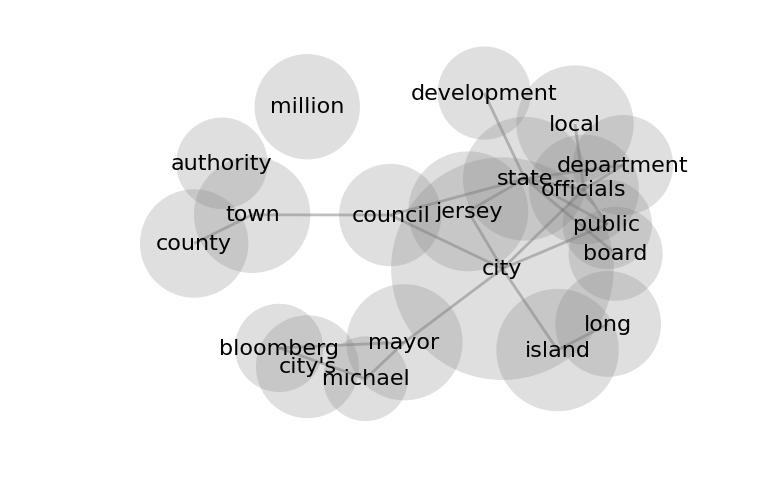 development
million
local
authority
department
state
officials
jersey
town
council
public
county
board
city
long
mayor
bloomberg
island
city's
michael